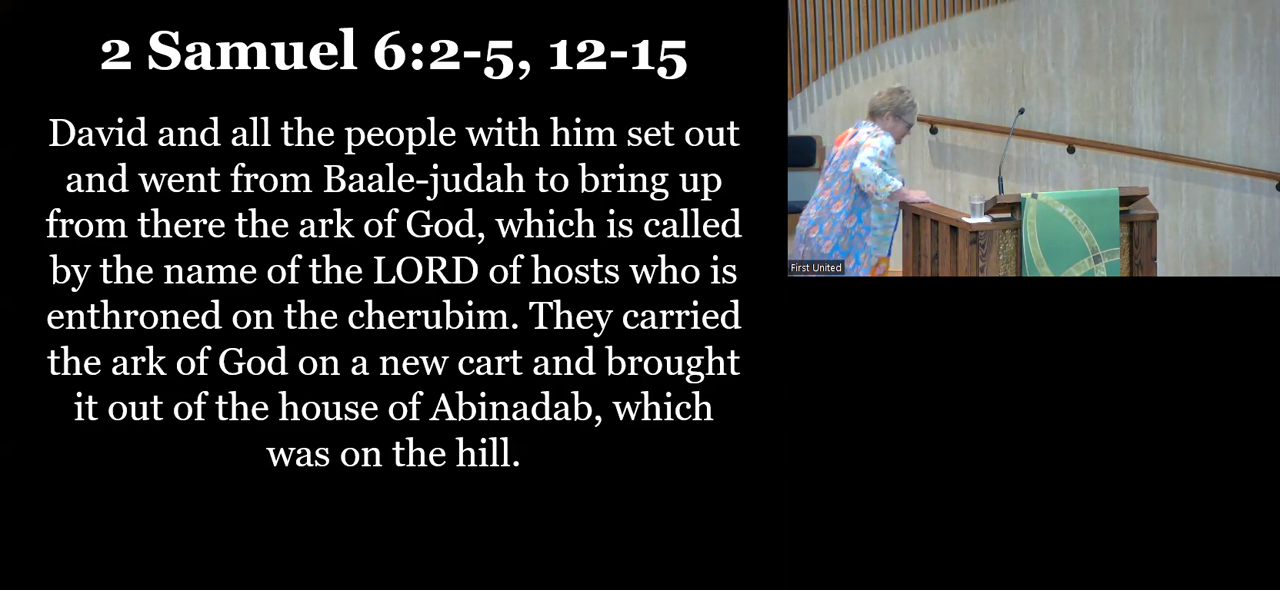 2 Samuel 6:2-5, 12-15
David and all the people with him set out
and went from Baale-judah to bring up
from there the ark of God, which is called
by the name of the LORD of hosts who is
enthroned on the cherubim. They carried
the ark of God on a new cart and brought
it out of the house of Abinadab, which
was on the hill.
First United